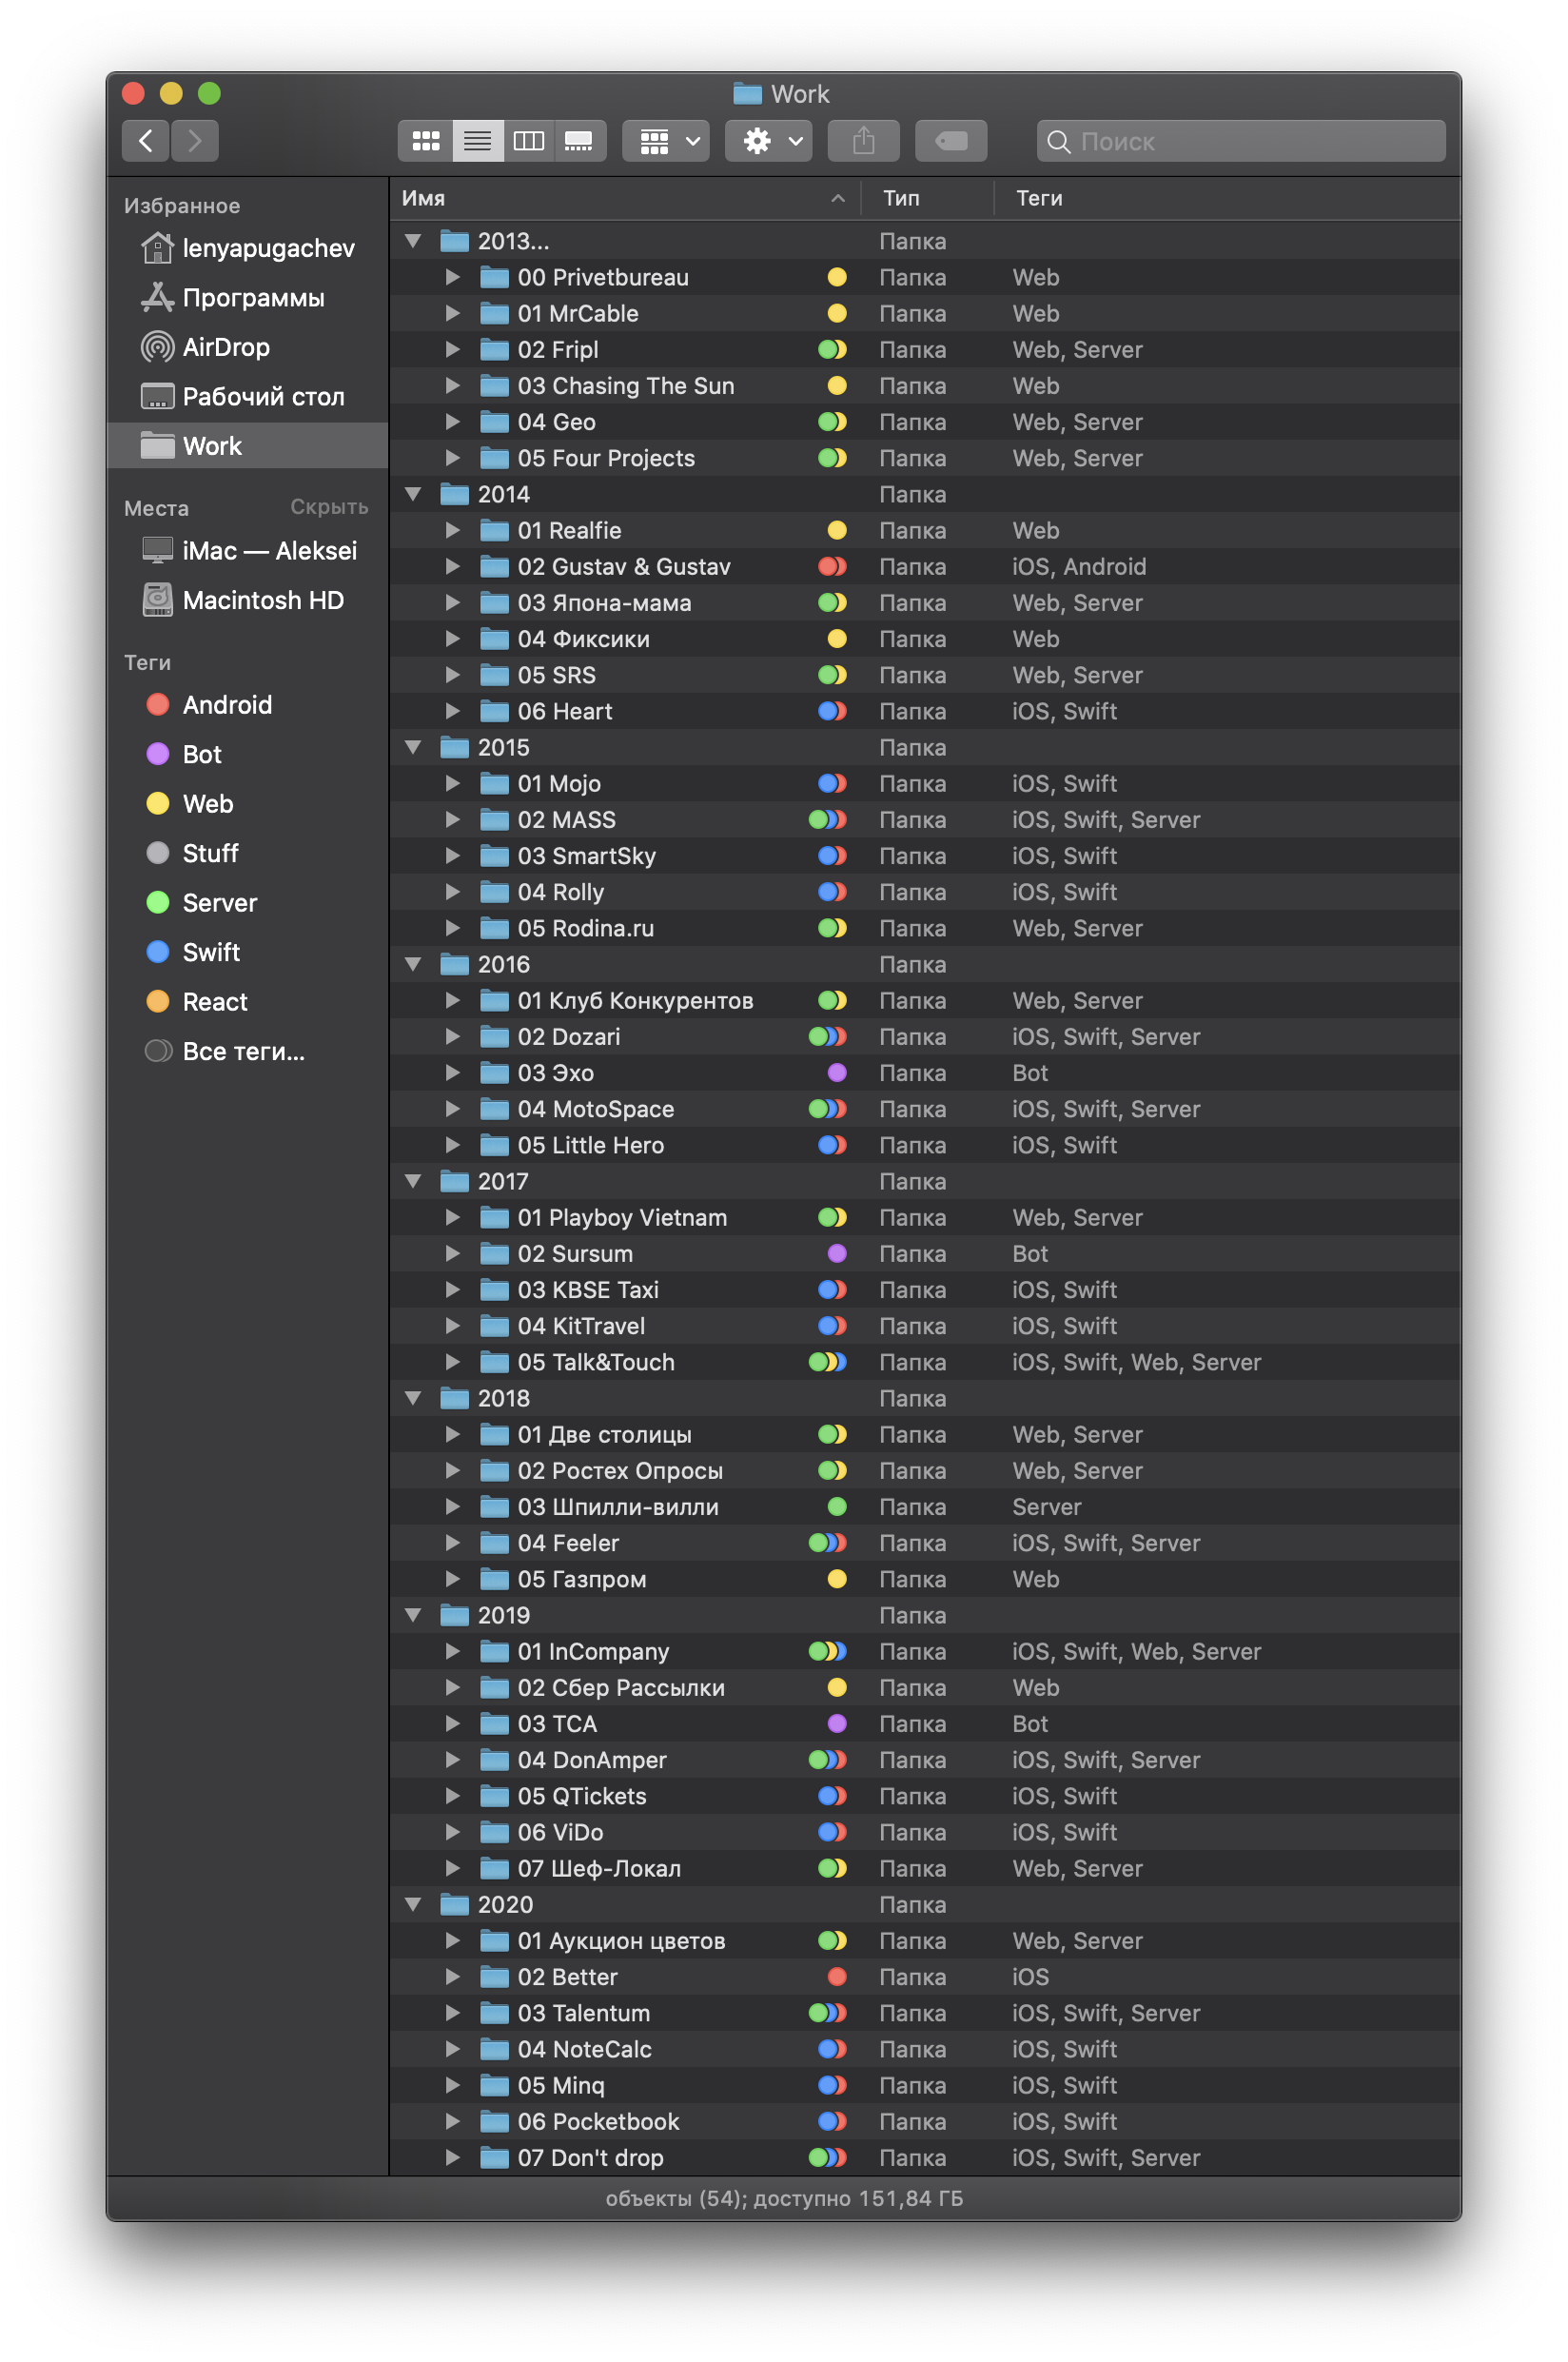 Work
Поиск
Избранное
lenyapugachev
Программы
AirDrop
Рабочий стол
Work
Места Скрыть
iMac — Aleksei
Macintosh HD
Теги
Android
Bot
Web
Stuff
Server
Swift
React
Все теги...
Имя Тип Теги
2013... Папка
00 Privetbureau Папка Web
01 MrCable Папка Web
02 Fripl Папка Web, Server
03 Chasing The Sun Папка Web
04 Geo Папка Web, Server
05 Four Projects Папка Web, Server
2014 Папка
01 Realfie Папка Web
02 Gustav & Gustav Папка iOS, Android
03 Япона-мама Папка Web, Server
04 Фиксики Папка Web
05 SRS Папка Web, Server
06 Heart Папка iOS, Swift
2015 Папка
01 Mojo Папка iOS, Swift
02 MASS Папка iOS, Swift, Server
03 SmartSky Папка iOS, Swift
04 Rolly Папка iOS, Swift
05 Rodina.ru Папка Web, Server
2016 Папка
01 Клуб Конкурентов Папка Web, Server
02 Dozari Папка iOS, Swift, Server
03 Эхо Папка Bot
04 MotoSpace Папка iOS, Swift, Server
05 Little Hero Папка iOS, Swift
2017 Папка
01 Playboy Vietnam Папка Web, Server
02 Sursum Папка Bot
03 KBSE Taxi Папка iOS, Swift
04 KitTravel Папка iOS, Swift
05 Talk&Touch Папка iOS, Swift, Web, Server
2018 Папка
01 Две столицы Папка Web, Server
02 Ростех Опросы Папка Web, Server
03 Шпилли-вилли Папка Server
04 Feeler Папка iOS, Swift, Server
05 Газпром Папка Web
2019 Папка
01 InCompany Папка iOS, Swift, Web, Server
02 Сбер Рассылки Папка Web
03 TCA Папка Bot
04 DonAmper Папка iOS, Swift, Server
05 QTickets Папка iOS, Swift
06 ViDo Папка iOS, Swift
07 Шеф-Локал Папка Web, Server
2020 Папка
01 Аукцион цветов Папка Web, Server
02 Better Папка iOS
03 Talentum Папка iOS, Swift, Server
04 NoteCalc Папка iOS, Swift
05 Minq Папка iOS, Swift
06 Pocketbook Папка iOS, Swift
07 Don't drop Папка iOS, Swift, Server
объекты (54); доступно 151,84 ГБ